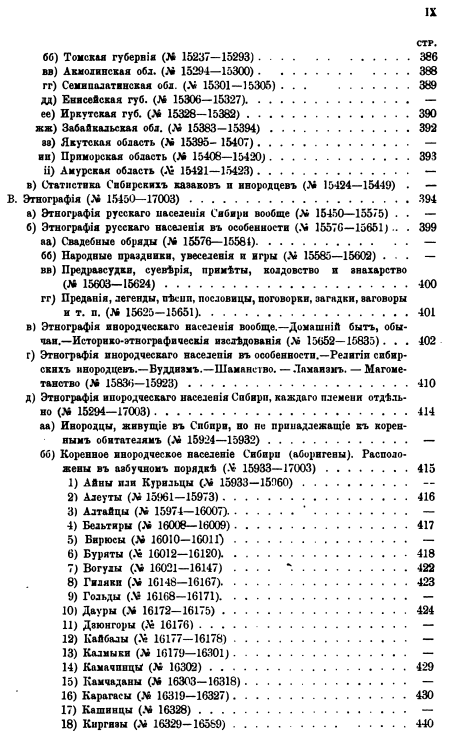 IX
СТР.
бб) Томская губернія (№ 15237—15293) . . . . . . . . . . . . 386
вв) Акмолинская обл. (№ 15294—15300) . . . . . . . . . . . . 388
гг) Семипалатинская обл. (№ 15301—15305) . . . . . . . . . . 389
дд) Енисейская губ. (№ 15306—15327). . . . . . . . . . . . . —
ее) Иркутская губ. (№ 15328—15382) . . . . . . . . . . . . . 390
жж) Забайкальская обл. (№ 15383—15394) . . . . . . . . . . . 392
зз) Якутская область (№ 15395—15407) . . . . . . . . . . . . —
ии) Приморская область (№ 15408—15420) . . . . . . . . . . . 393
іі) Амурская область (№ 15421—15423) . . . . . . . . . . . . —
в) Статистика Сибирскихъ казаковъ и инородцевъ (№ 15424—15449) . —
В. Этнографія (№ 15450—17003) . . . . . . . . . . . . . . . . 394
а) Этнографія русскаго населенія Сибири вообще (№ 15450—15575) . . —
б) Этнографія русскаго населенія въ особенности (№ 15576—15651) . . 399
аа) Свадебные обряды (№ 15576—15584) . . . . . . . . . . . . —
бб) Народные праздники, увеселенія и игры (№ 15585—15602) . . . —
вв) Предразсудки, суевѣрія, примѣты, колдовство и знахарство
(№ 15603—15624) . . . . . . . . . . . . . . . . . . . . 400
гг) Преданія, легенды, пѣсни, пословицы, поговорки, загадки, заговоры
и т. п. (№ 15625—15651). . . . . . . . . . . . . . . . . 401
в) Этнографія инородческаго населенія вообще.—Домашній бытъ, обы-
чаи.—Историко-этнографическія изслѣдованія (№ 15652—15835) . . . 402
г) Этнографія инородческаго населенія въ особенности.—Религіи сибир-
скихъ инородцевъ.—Буддизмъ.—Шаманство.—Ламаизмъ.—Магоме-
танство (№ 15836—15923) . . . . . . . . . . . . . . . . . 410
д) Этнографія инородческаго населенія Сибири, каждаго племени отдѣль-
но (№ 15294—17003) . . . . . . . . . . . . . . . . . . . 414
аа) Инородцы, живущіе въ Сибири, но не принадлежащіе къ корен-
нымъ обитателямъ (№ 15924—15932) . . . . . . . . . . . . —
бб) Коренное инородческое населеніе Сибири (аборигены). Располо-
жены въ азбучномъ порядкѣ (№ 15933—17003) . . . . . . . . 415
1) Айны или Курильцы (№ 15933—15960) . . . . . . . . . . —
2) Алеуты (№ 15961—15973) . . . . . . . . . . . . . . . . 416
3) Алтайцы (№ 15974—16007). . . . . . . . . . . . . . . . —
4) Бельтиры (№ 16008—16009) . . . . . . . . . . . . . . . 417
5) Бирюсы (№ 16010—16011) . . . . . . . . . . . . . . . . —
6) Буряты (№ 16012—16120). . . . . . . . . . . . . . . . . 418
7) Вогулы (№ 16021—16147) . . . . . . . . . . . . . . . . 422
8) Гиляки (№ 16148—16167). . . . . . . . . . . . . . . . . 423
9) Гольды (№ 16168—16171). . . . . . . . . . . . . . . . . —
10) Дауры (№ 16172—16175) . . . . . . . . . . . . . . . . 424
11) Дзюнгоры (№ 16176) . . . . . . . . . . . . . . . . . . —
12) Кайбалы (№ 16177—16178) . . . . . . . . . . . . . . . —
13) Калмыки (№ 16179—16301) . . . . . . . . . . . . . . . —
14) Камачинцы (№ 16302) . . . . . . . . . . . . . . . . . 429
15) Камчадалы (№ 16303—16318) . . . . . . . . . . . . . . —
16) Карагасы (№ 16319—16327) . . . . . . . . . . . . . . . 430
17) Кашинцы (№ 16328) . . . . . . . . . . . . . . . . . . —
18) Киргизы (№ 16329—16589) . . . . . . . . . . . . . . . 440